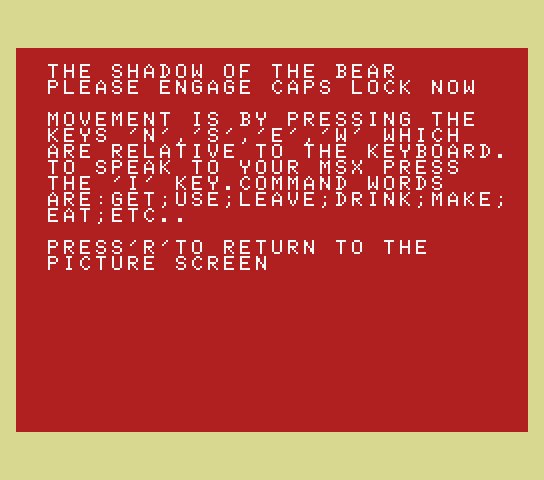 THE SHADOW OF THE BEAR
PLEASE ENGAGE CAPS LOCK NOW
MOVEMENT IS BY PRESSING THE
KEYS 'N','S','E','W' WHICH
ARE RELATIVE TO THE KEYBOARD.
TO SPEAK TO YOUR MSX PRESS
THE 'I' KEY.COMMAND WORDS
ARE:GET;USE;LEAVE;DRINK;MAKE;
EAT;ETC..
PRESS'R'TO RETURN TO THE
PICTURE SCREEN